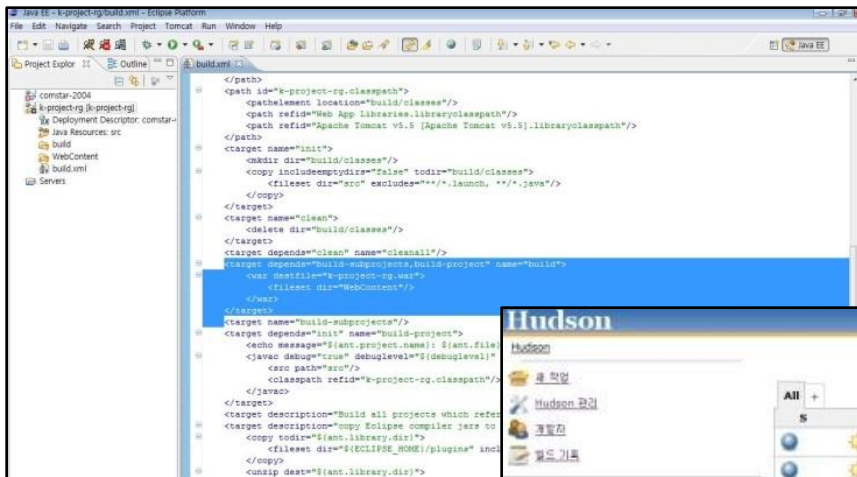 Java EE - k-project-rg/build.xml - Eclipse Platform
File Edit Navigate Search Project Tomcat Run Window Help
Java EE
Project Explor
Outline
build.xml
comstar-2004
k-project-rg [k-project-rg]
Deployment Descriptor: comstar-
Java Resources: src
build
WebContent
build.xml
Servers
</path>
<path id="k-project-rg.classpath">
<pathelement location="build/classes"/>
<path refid="Web App Libraries.libraryclasspath"/>
<path refid="Apache Tomcat v5.5 [Apache Tomcat v5.5].libraryclasspath"/>
</path>
<target name="init">
<mkdir dir="build/classes"/>
<copy includeemptydirs="false" todir="build/classes">
<fileset dir="src" excludes="**/*.launch, **/*.java"/>
</copy>
</target>
<target name="clean">
<delete dir="build/classes"/>
</target>
<target depends="clean" name="cleanall"/>
<target depends="build-subprojects,build-project" name="build">
<war destfile="k-project-rg.war">
<fileset dir="WebContent"/>
</war>
</target>
<target name="build-subprojects"/>
<target depends="init" name="build-project">
<echo message="${ant.project.name}: ${ant.file}
<javac debug="true" debuglevel="${debuglevel}"
<src path="src"/>
<classpath refid="k-project-rg.classpath"/>
</javac>
</target>
<target description="Build all projects which refer
<target description="copy Eclipse compiler jars to
<copy todir="${ant.library.dir}">
<fileset dir="${ECLIPSE_HOME}/plugins" incl
</copy>
<unzip dest="${ant.library.dir}">
Hudson
Hudson
새 작업
Hudson 관리
개발자
빌드 기록
All +
S